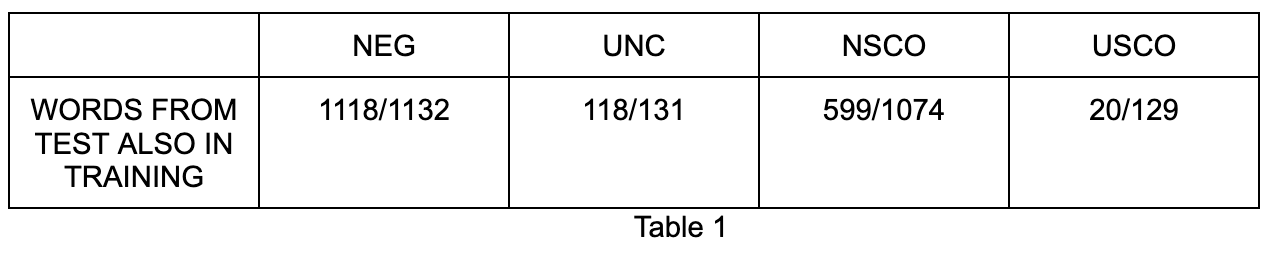 NEG UNC NSCO USCO
WORDS FROM 1118/1132 118/131 599/1074 20/129
TEST ALSO IN
TRAINING
Table 1